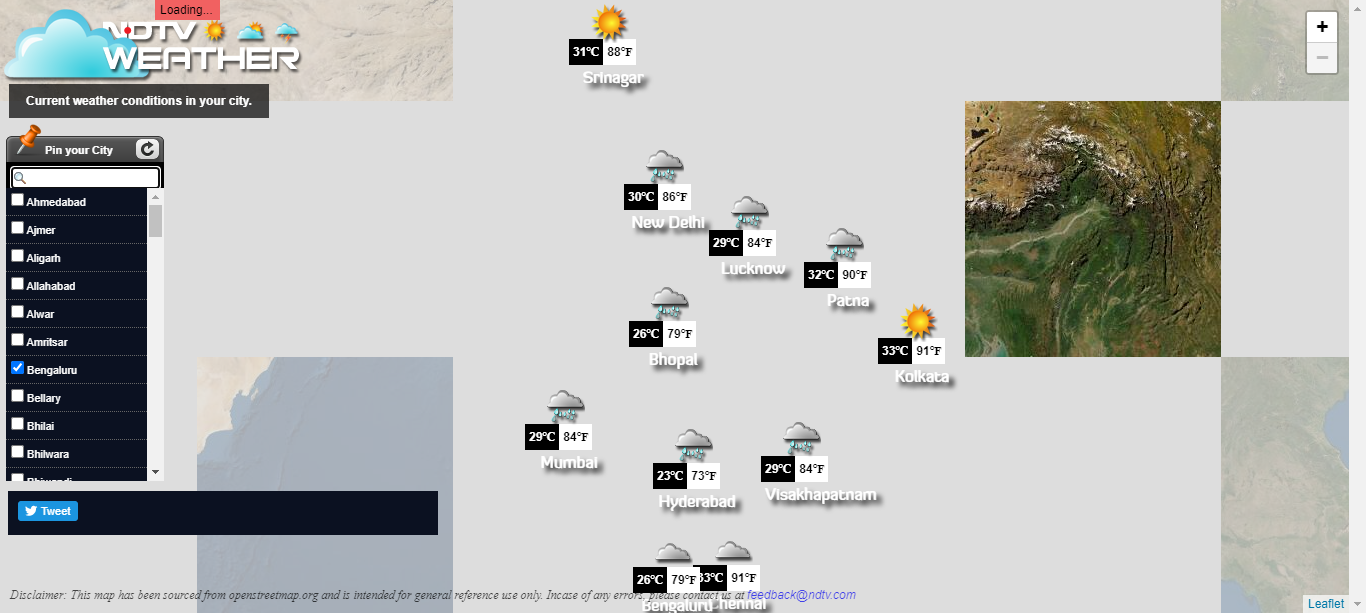 Loading...
NDTV
WEATHER
Current weather conditions in your city.
Pin your City
Ahmedabad
Ajmer
Aligarh
Allahabad
Alwar
Amritsar
Bengaluru
Bellary
Bhilai
Bhilwara
Bhiwandi
Tweet
31°C 88°F
Srinagar
30°C 86°F
New Delhi
29°C 84°F
Lucknow
32°C 90°F
Patna
26°C 79°F
Bhopal
33°C 91°F
Kolkata
29°C 84°F
Mumbai
23°C 73°F
Hyderabad
29°C 84°F
Visakhapatnam
26°C 79°F
Bengaluru
33°C 91°F
Chennai
+
−
Disclaimer: This map has been sourced from openstreetmap.org and is intended for general reference use only. Incase of any errors, please contact us at feedback@ndtv.com
Leaflet